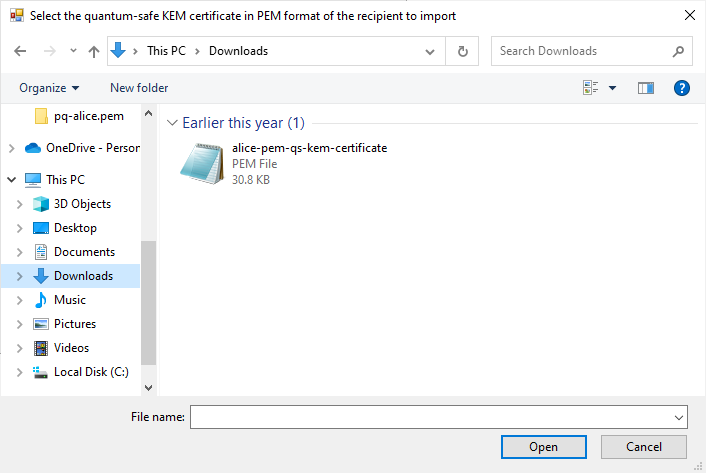 Select the quantum-safe KEM certificate in PEM format of the recipient to import
This PC
Downloads
Search Downloads
Organize
New folder
pq-alice.pem
OneDrive - Person
This PC
3D Objects
Desktop
Documents
Downloads
Music
Pictures
Videos
Local Disk (C:)
Earlier this year (1)
alice-pem-qs-kem-certificate
PEM File
30.8 KB
File name:
Open
Cancel